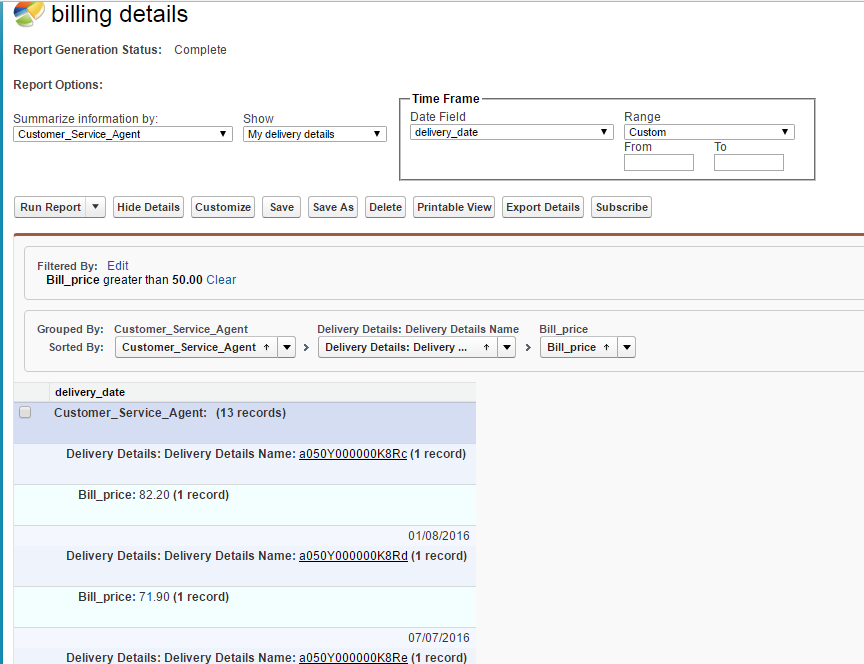 billing details
Report Generation Status: Complete
Report Options:
Summarize information by:
Customer_Service_Agent
Show
My delivery details
Time Frame
Date Field
delivery_date
Range
Custom
From To
Run Report Hide Details Customize Save Save As Delete Printable View Export Details Subscribe
Filtered By: Edit
Bill_price greater than 50.00 Clear
Grouped By: Customer_Service_Agent Delivery Details: Delivery Details Name Bill_price
Sorted By: Customer_Service_Agent ↑ > Delivery Details: Delivery ... ↑ > Bill_price ↑
delivery_date
Customer_Service_Agent: (13 records)
Delivery Details: Delivery Details Name: a050Y000000K8Rc (1 record)
Bill_price: 82.20 (1 record)
01/08/2016
Delivery Details: Delivery Details Name: a050Y000000K8Rd (1 record)
Bill_price: 71.90 (1 record)
07/07/2016
Delivery Details: Delivery Details Name: a050Y000000K8Re (1 record)